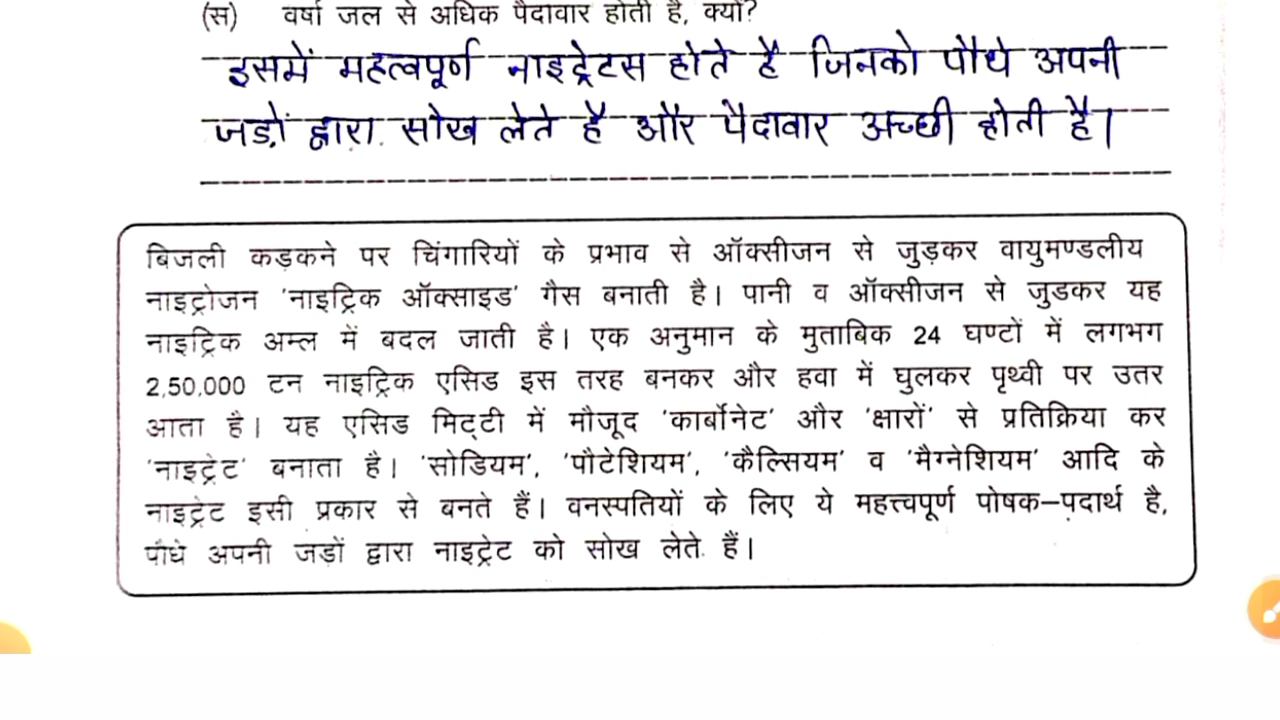 (स) वर्षा जल से अधिक पैदावार होती है, क्यों?
इसमें महत्वपूर्ण नाइट्रेटस होते है जिनको पौधे अपनी
जड़ों द्वारा सोख लेते है और पैदावार अच्छी होती है।
बिजली कड़कने पर चिंगारियों के प्रभाव से ऑक्सीजन से जुड़कर वायुमण्डलीय
नाइट्रोजन 'नाइट्रिक ऑक्साइड' गैस बनाती है। पानी व ऑक्सीजन से जुडकर यह
नाइट्रिक अम्ल में बदल जाती है। एक अनुमान के मुताबिक 24 घण्टों में लगभग
2,50,000 टन नाइट्रिक एसिड इस तरह बनकर और हवा में घुलकर पृथ्वी पर उतर
आता है। यह एसिड मिट्टी में मौजूद 'कार्बोनेट' और 'क्षारों' से प्रतिक्रिया कर
'नाइट्रेट' बनाता है। 'सोडियम', 'पौटेशियम', 'कैल्सियम' व 'मैग्नेशियम' आदि के
नाइट्रेट इसी प्रकार से बनते हैं। वनस्पतियों के लिए ये महत्त्वपूर्ण पोषक–पदार्थ है,
पौधे अपनी जड़ों द्वारा नाइट्रेट को सोख लेते हैं।